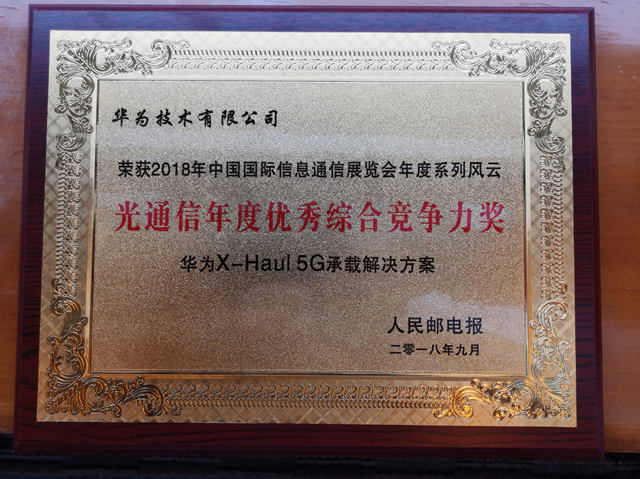 华为技术有限公司
荣获2018年中国国际信息通信展览会年度系列风云
光通信年度优秀综合竞争力奖
华为X-Haul 5G承载解决方案
人民邮电报
二零一八年九月